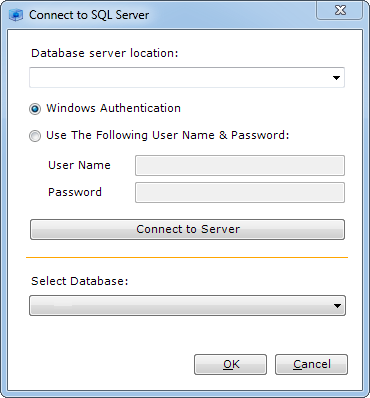 Connect to SQL Server
Database server location:
Windows Authentication
Use The Following User Name & Password:
User Name
Password
Connect to Server
Select Database:
OK Cancel